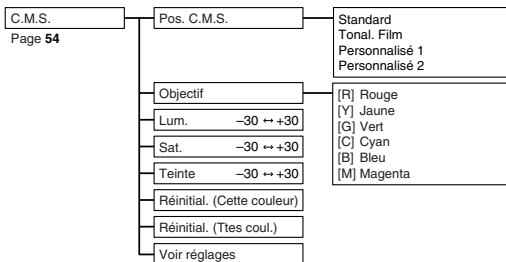 C.M.S.
Page 54
Pos. C.M.S.
Standard
Tonal. Film
Personnalisé 1
Personnalisé 2
Objectif
[R] Rouge
[Y] Jaune
[G] Vert
[C] Cyan
[B] Bleu
[M] Magenta
Lum. –30 ↔ +30
Sat. –30 ↔ +30
Teinte –30 ↔ +30
Réinitial. (Cette couleur)
Réinitial. (Ttes coul.)
Voir réglages